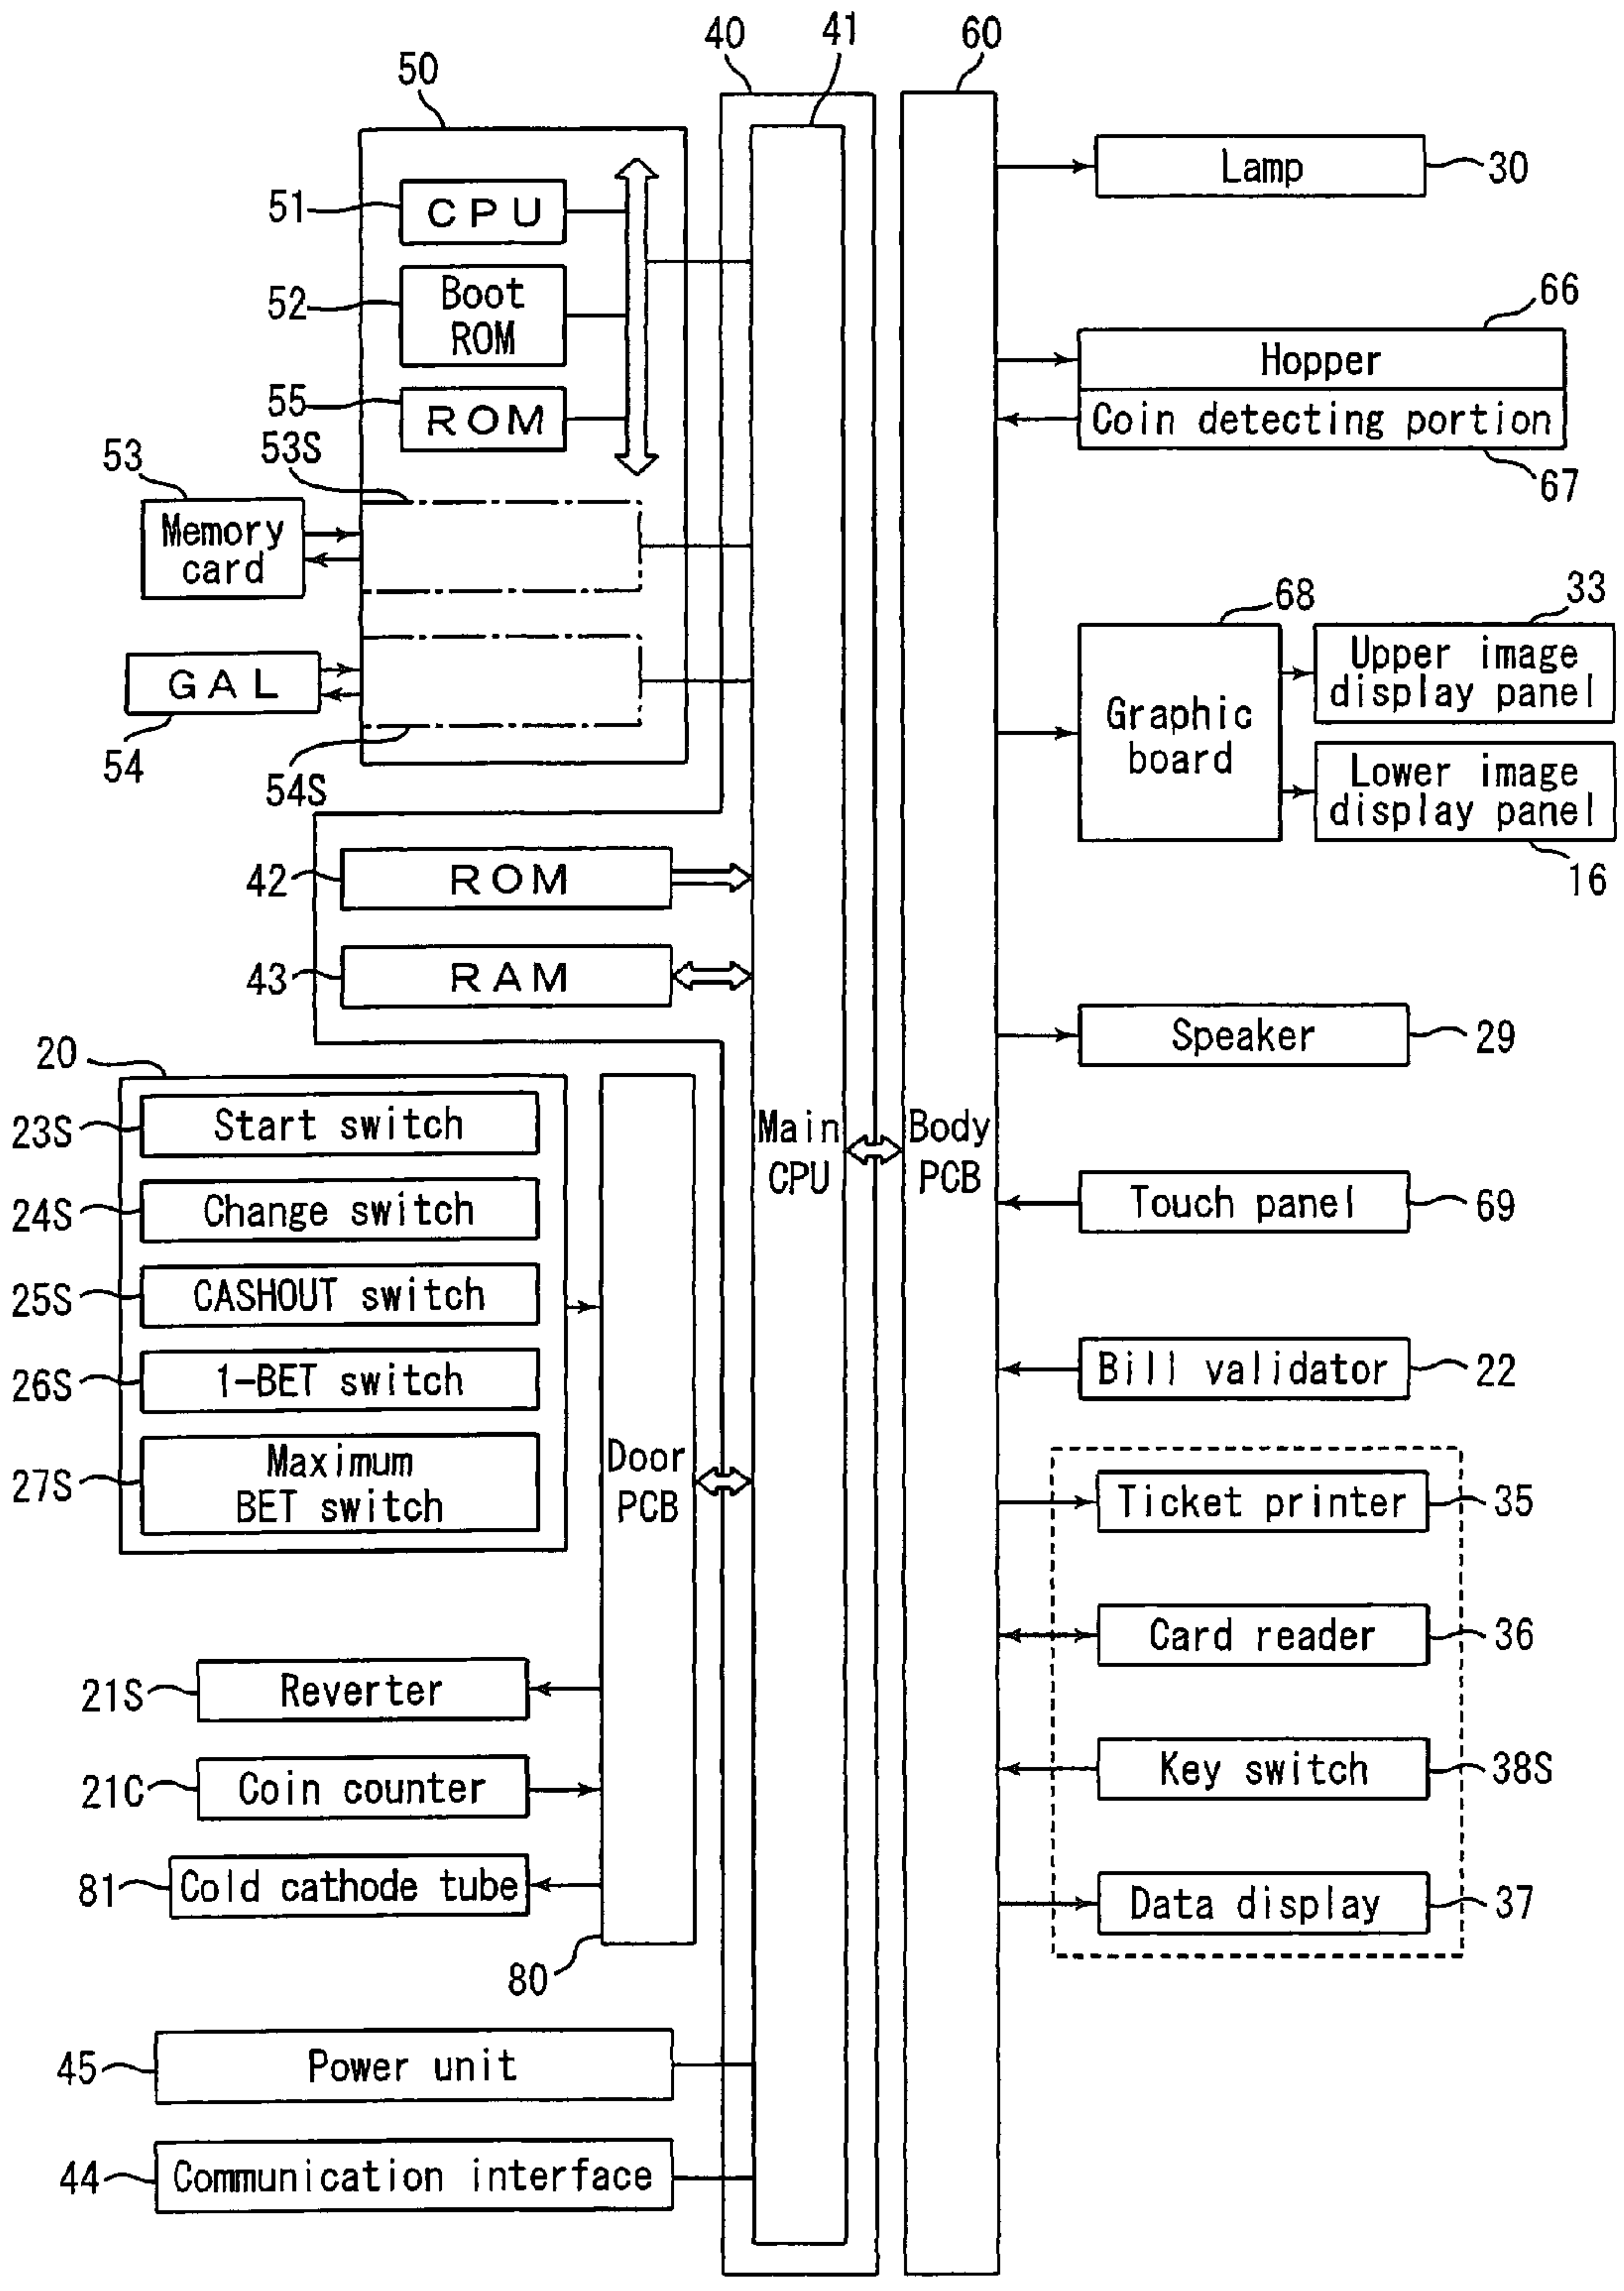 40
41
60
50
Lamp
30
51
CPU
52
Boot
ROM
66
Hopper
55
ROM
Coin detecting portion
67
53S
53
Memory
card
68
33
Upper image
display panel
GAL
54
Graphic
board
Lower image
display panel
54S
16
42
ROM
43
RAM
Speaker
29
20
23S
Start switch
Main
CPU
Body
PCB
24S
Change switch
Touch panel
69
25S
CASHOUT switch
26S
1-BET switch
Bill validator
22
27S
Maximum
BET switch
Door
PCB
Ticket printer
35
Card reader
36
21S
Reverter
Key switch
38S
21C
Coin counter
81
Cold cathode tube
Data display
37
80
45
Power unit
44
Communication interface